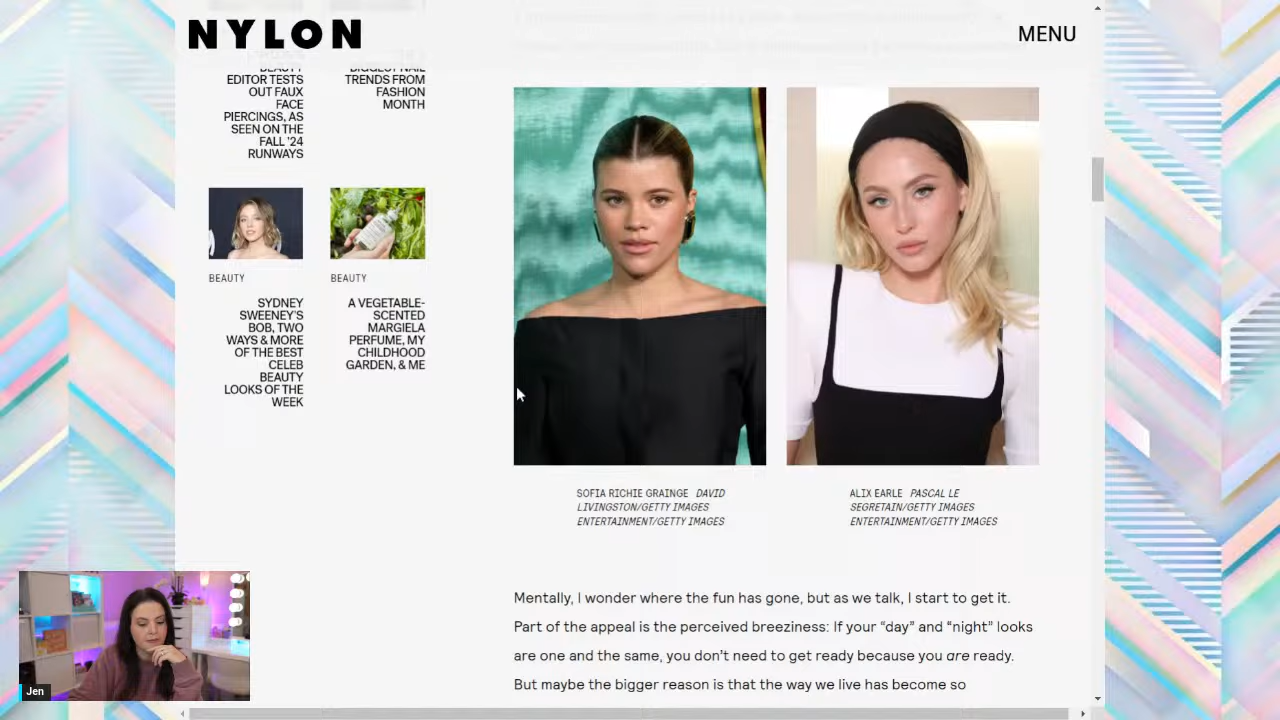 NYLON
MENU
BEAUTY
EDITOR TESTS
OUT FAUX
FACE
PIERCINGS, AS
SEEN ON THE
FALL '24
RUNWAYS
BIGGEST NAIL
TRENDS FROM
FASHION
MONTH
BEAUTY
SYDNEY
SWEENEY'S
BOB, TWO
WAYS & MORE
OF THE BEST
CELEB
BEAUTY
LOOKS OF THE
WEEK
BEAUTY
A VEGETABLE-
SCENTED
MARGIELA
PERFUME, MY
CHILDHOOD
GARDEN, & ME
SOFIA RICHIE GRAINGE DAVID
LIVINGSTON/GETTY IMAGES
ENTERTAINMENT/GETTY IMAGES
ALIX EARLE PASCAL LE
SEGRETAIN/GETTY IMAGES
ENTERTAINMENT/GETTY IMAGES
Mentally, I wonder where the fun has gone, but as we talk, I start to get it.
Part of the appeal is the perceived breeziness: If your “day” and “night” looks
are one and the same, you don’t need to get ready because you are ready.
But maybe the bigger reason is that the way we live has become so
Jen